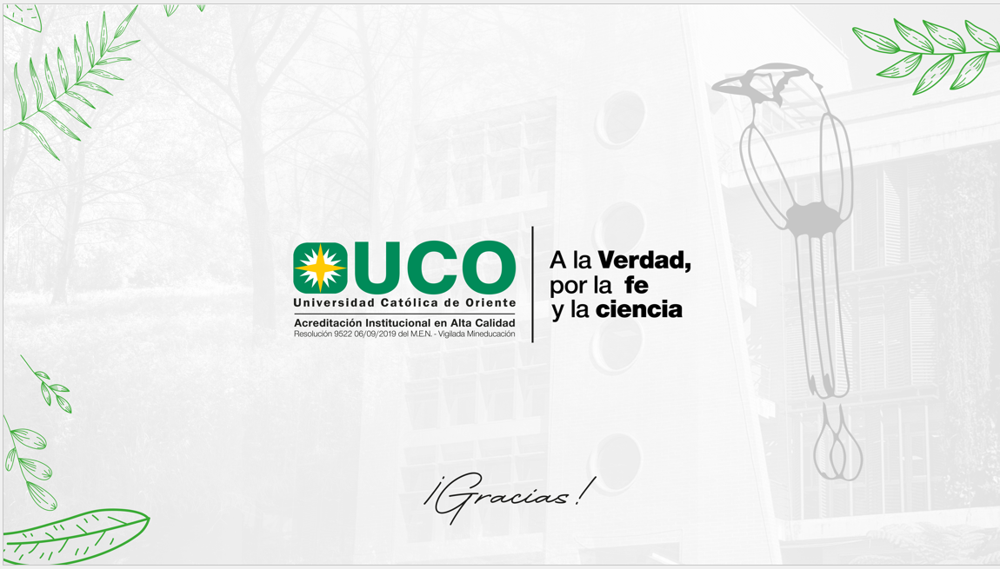 UCO
Universidad Católica de Oriente
Acreditación Institucional en Alta Calidad
Resolución 9522 06/09/2019 del M.E.N. - Vigilada Mineducación
A la Verdad,
por la fe
y la ciencia
¡Gracias!